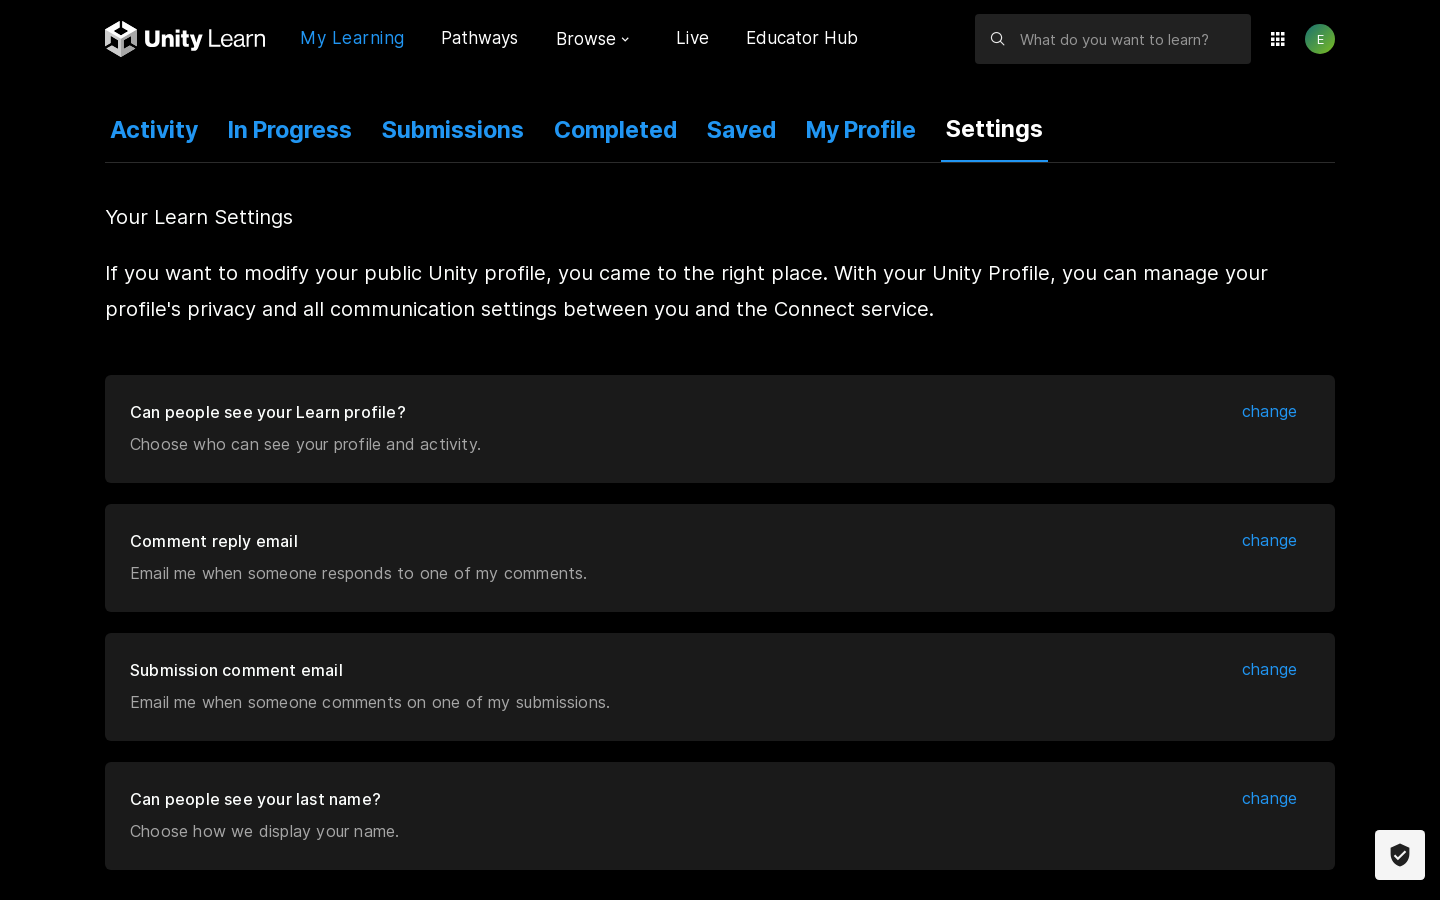 Unity Learn
My Learning
Pathways
Browse
Live
Educator Hub
What do you want to learn?
E
Activity
In Progress
Submissions
Completed
Saved
My Profile
Settings
Your Learn Settings
If you want to modify your public Unity profile, you came to the right place. With your Unity Profile, you can manage your
profile's privacy and all communication settings between you and the Connect service.
Can people see your Learn profile?
change
Choose who can see your profile and activity.
Comment reply email
change
Email me when someone responds to one of my comments.
Submission comment email
change
Email me when someone comments on one of my submissions.
Can people see your last name?
change
Choose how we display your name.